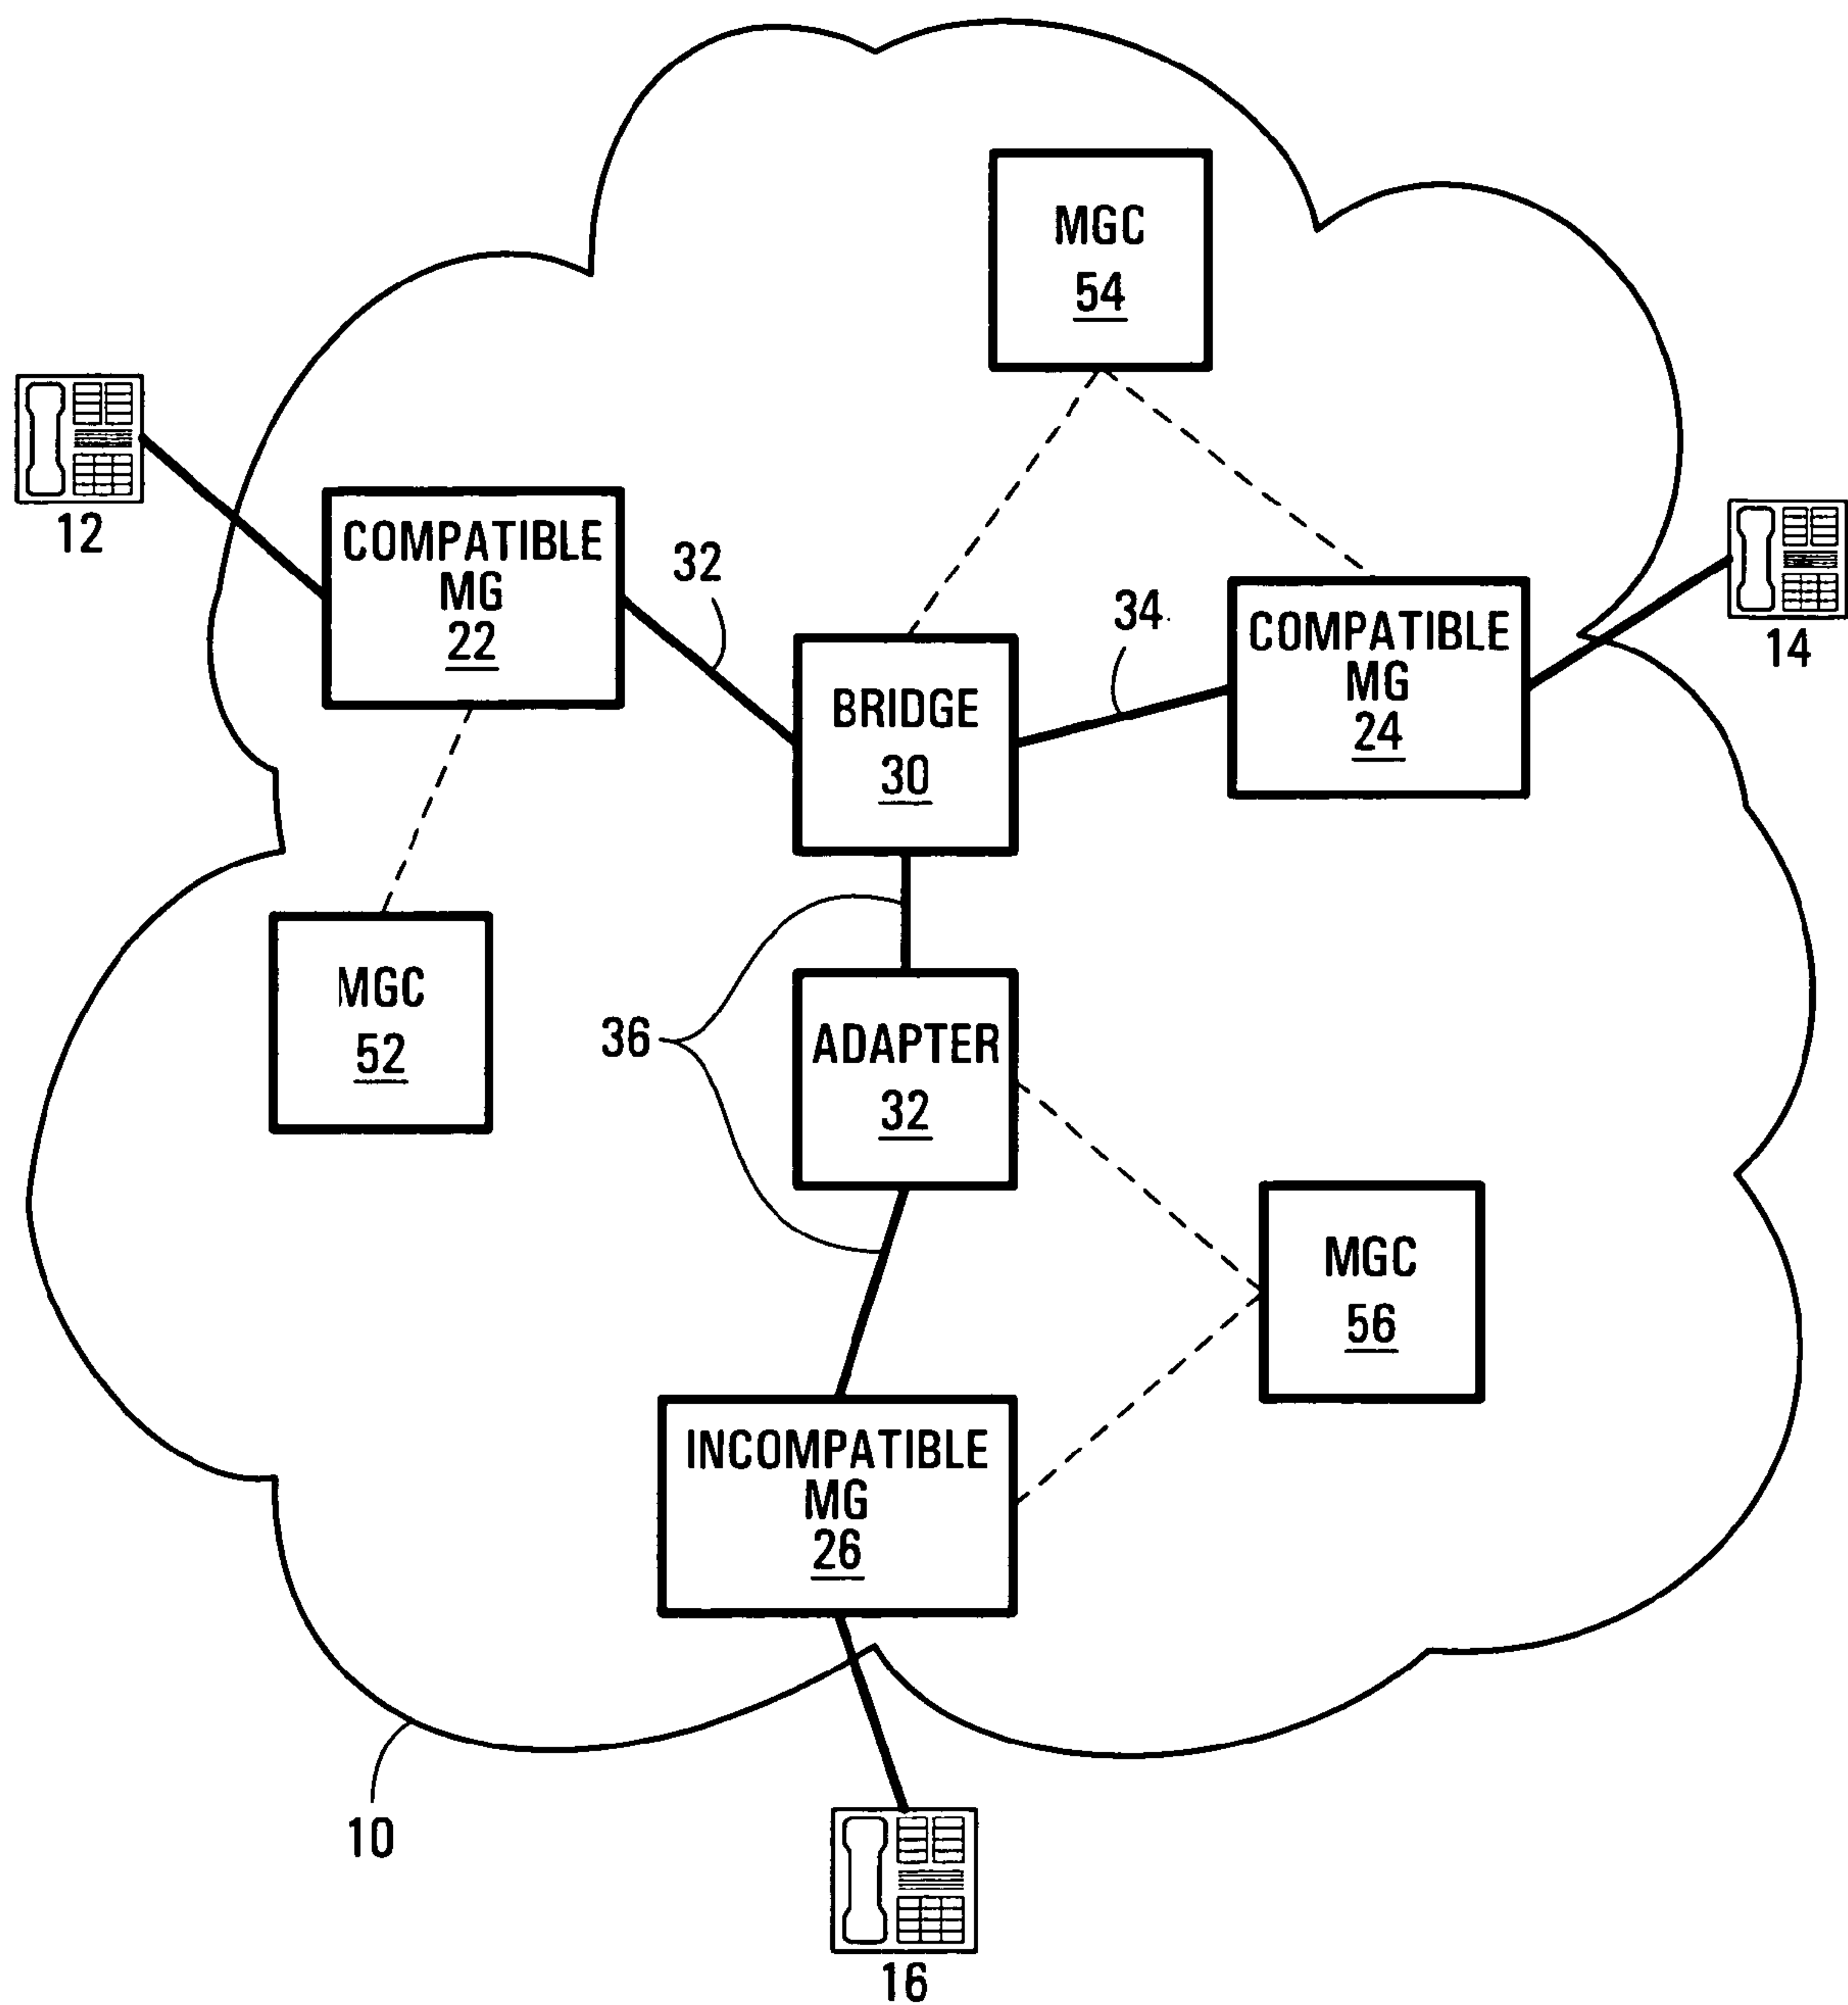 MGC
54
12
COMPATIBLE
MG
22
32
34
COMPATIBLE
MG
24
14
BRIDGE
30
MGC
52
36
ADAPTER
32
MGC
56
INCOMPATIBLE
MG
26
10
16